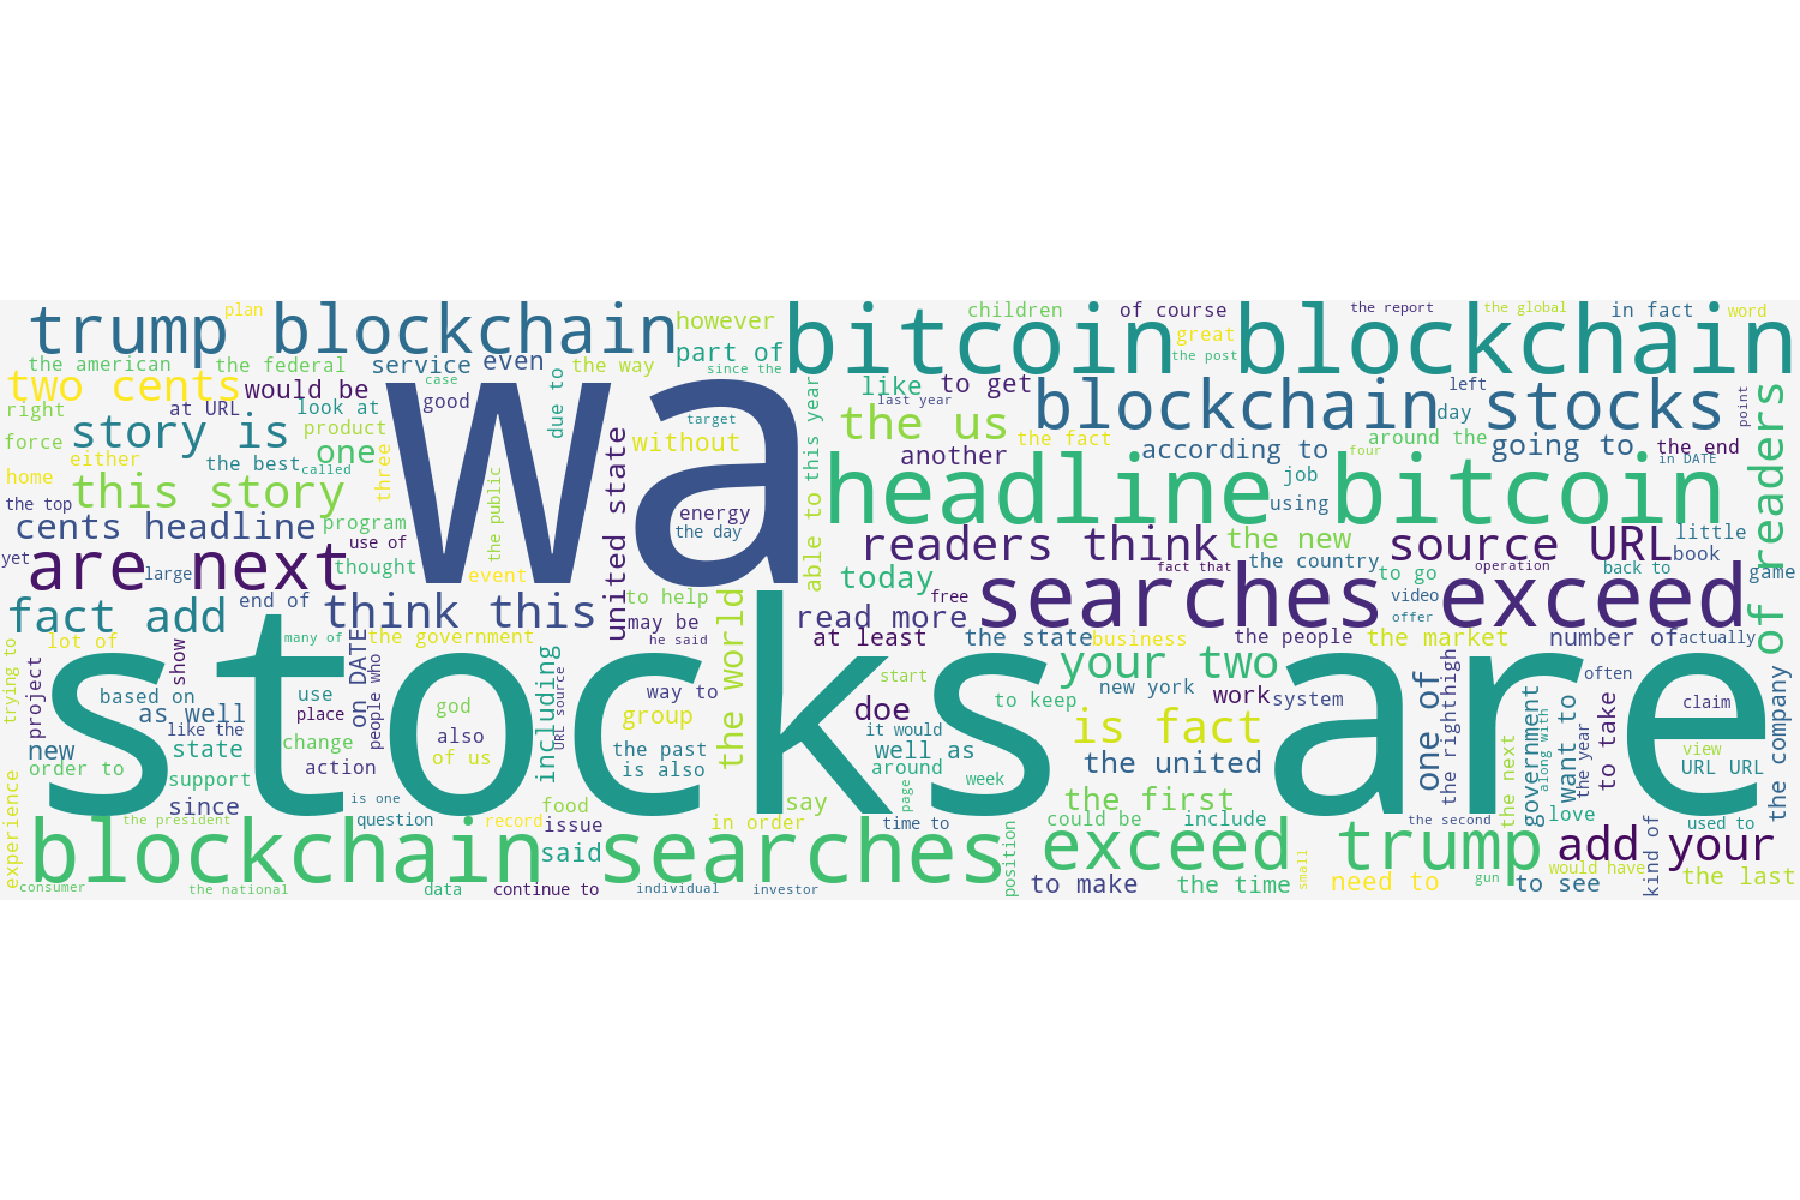 trump blockchain
plan
however
bitcoin blockchain
children
of course
the report
the global
in fact
word
great
the post
part of
since the
the american
the federal
service
even
the way
two cents
would be
case
good
due to
right
at URL
look at
product
force
story is
one
either
the best
called
three
home
the top
this story
cents headline
program
use of
yet
are next
large
thought
event
the public
wa
target
without
united state
energy
the day
able to
this year
like
to get
last year
the us
the fact
another
according to
blockchain stocks
left
day
point
around the
four
going to
the end
in DATE
job
using
headline bitcoin
of readers
readers think
the new
source URL
little
book
today
fact that
the country
to go
operation
back to
game
free
searches exceed
video
offer
fact add
end of
think this
to help
may be
he said
read more
at least
the state
business
the people
the market
number of
actually
lot of
many of
the government
trying to
project
show
on DATE
people who
including
URL source
the world
stocks are
based on
as well
like the
state
new
order to
support
since
experience
use
place
change
action
god
also
of us
way to
group
the past
is also
start
doe
it would
well as
around
page
week
to keep
your two
new york
work
system
is fact
the united
the first
one of
the righthigh
the next
government
along with
want to
the year
to take
often
claim
view
URL URL
the company
is one
question
record
food
issue
in order
say
time to
could be
include
the second
love
used to
the president
blockchain searches
said
exceed trump
add your
consumer
the national
data
continue to
individual
investor
position
to make
the time
small
need to
gun
to see
would have
kind of
the last